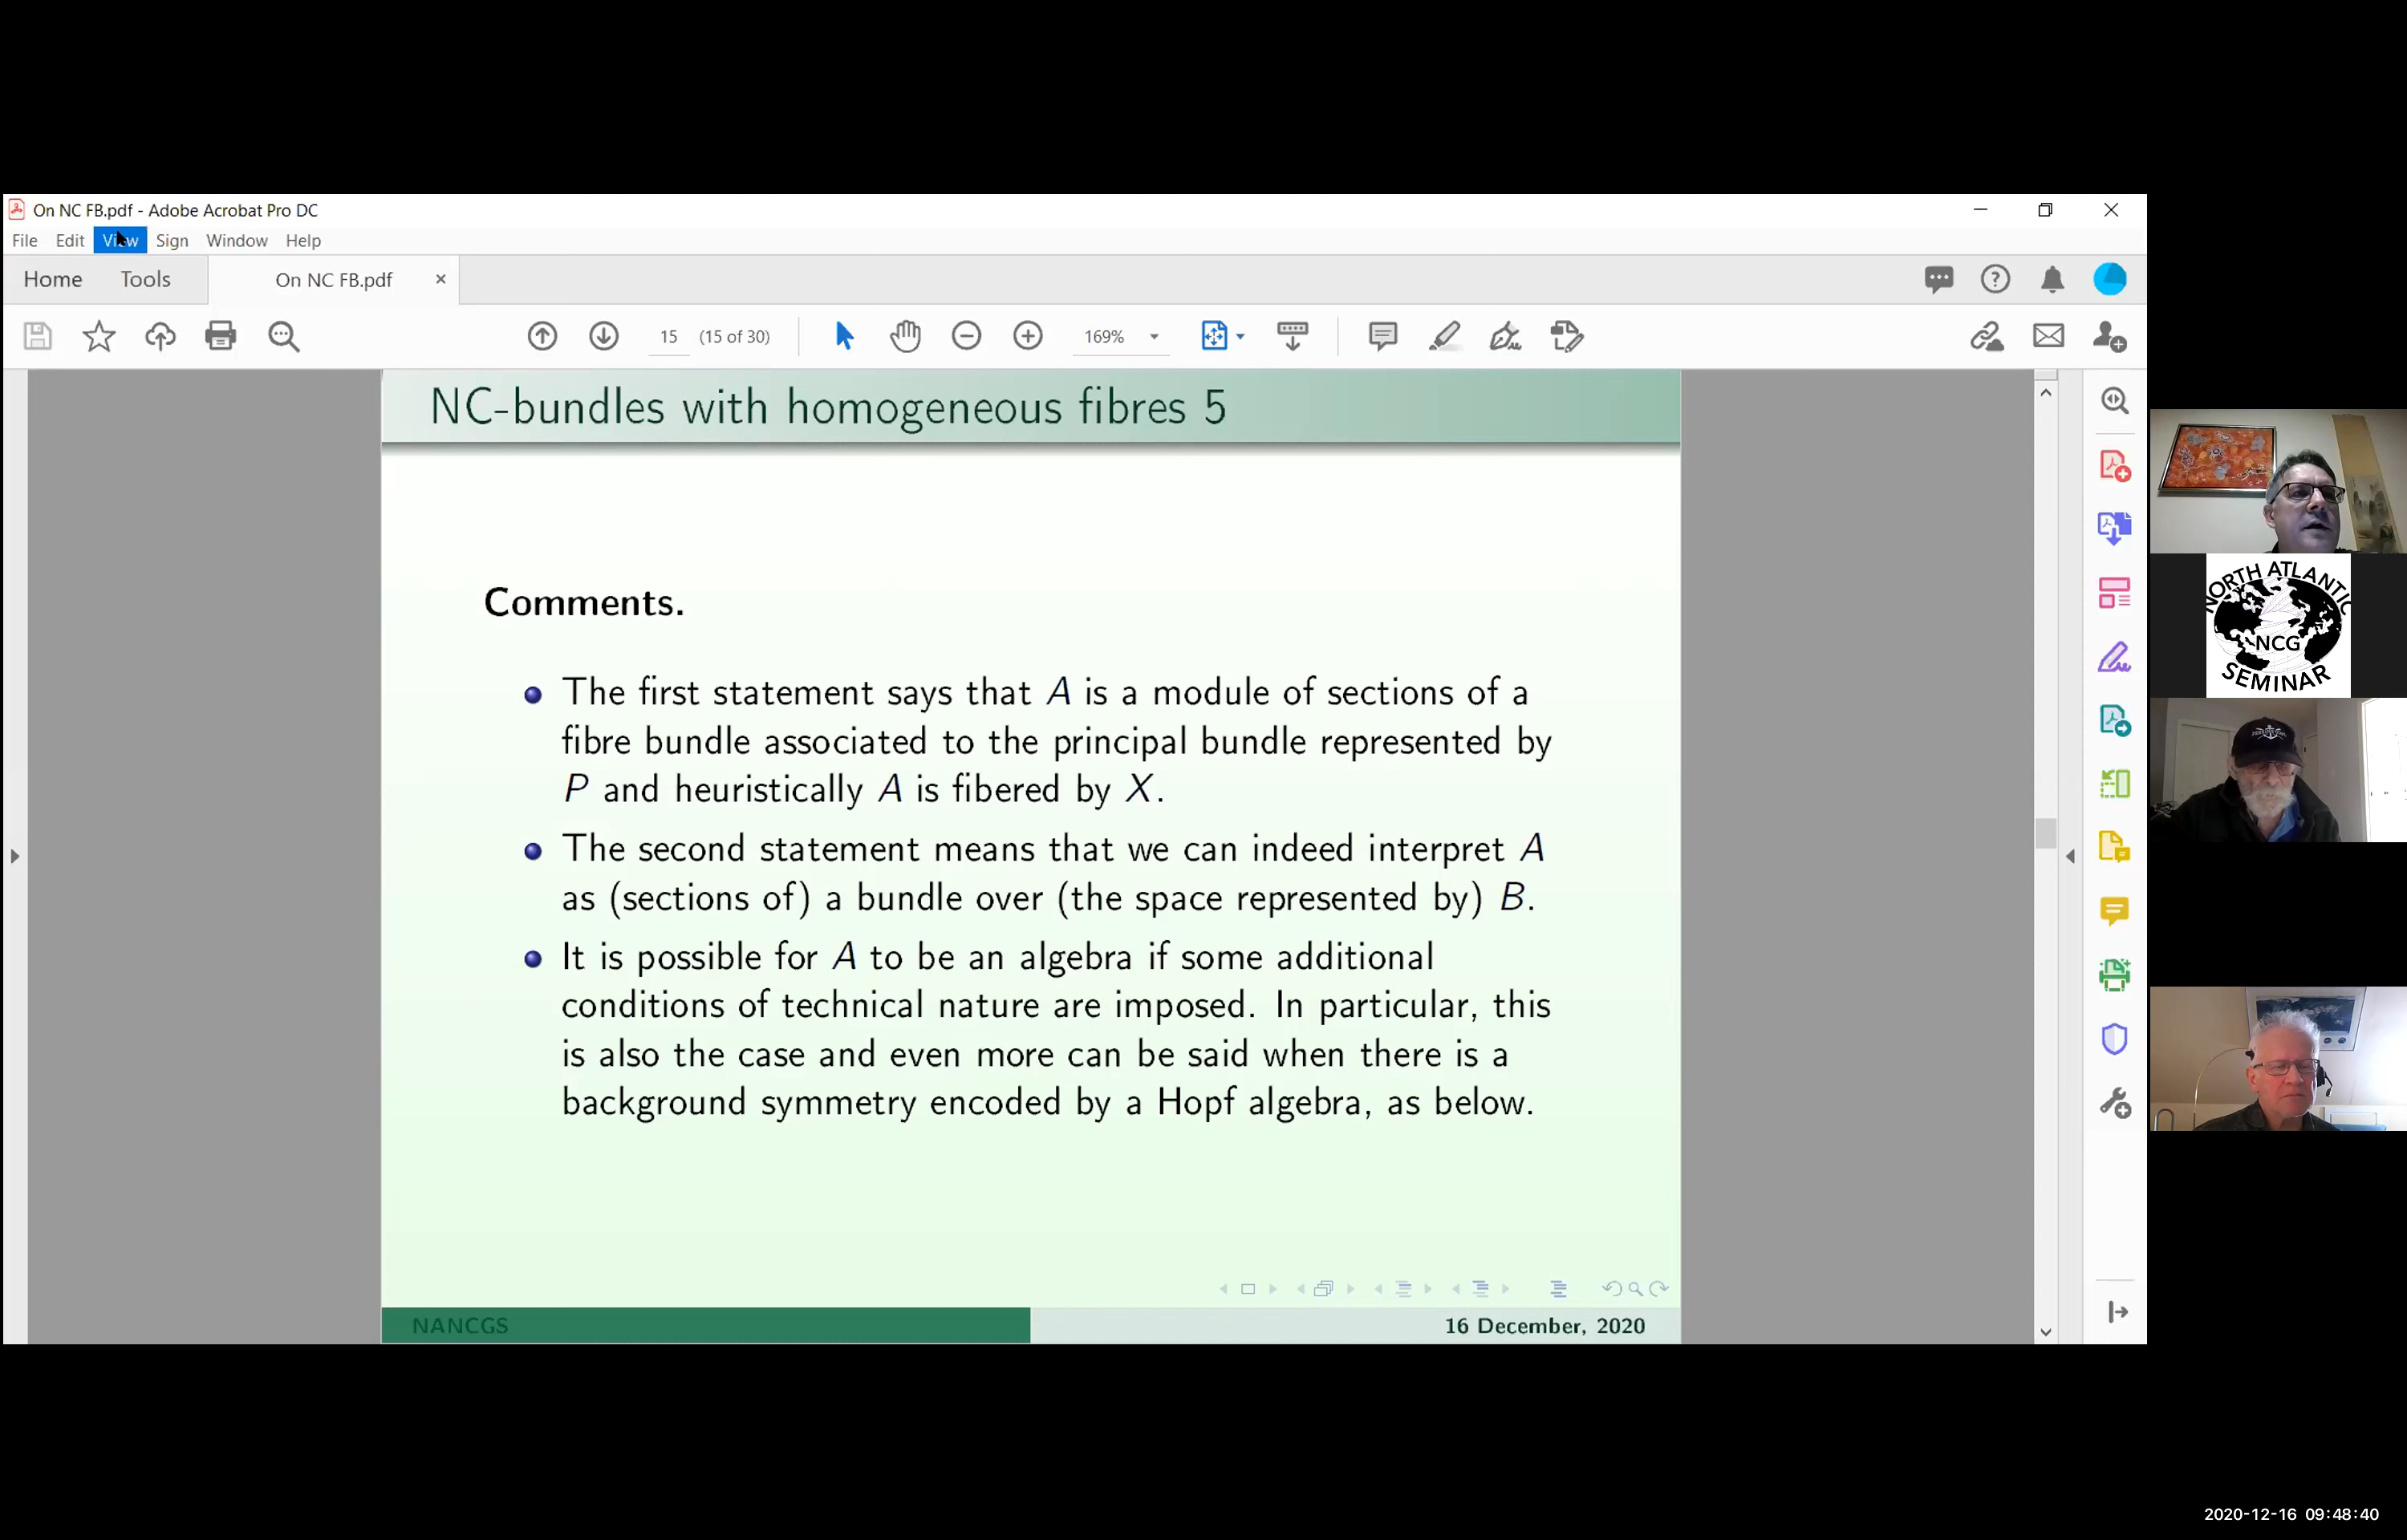 On NC FB.pdf - Adobe Acrobat Pro DC
File Edit View Sign Window Help
Home Tools On NC FB.pdf
15 (15 of 30) 169%
NC-bundles with homogeneous fibres 5
Comments.
The first statement says that A is a module of sections of a
fibre bundle associated to the principal bundle represented by
P and heuristically A is fibered by X.
The second statement means that we can indeed interpret A
as (sections of) a bundle over (the space represented by) B.
It is possible for A to be an algebra if some additional
conditions of technical nature are imposed. In particular, this
is also the case and even more can be said when there is a
background symmetry encoded by a Hopf algebra, as below.
NANCGS 16 December, 2020
NORTH ATLANTIC
NCG
SEMINAR
2020-12-16 09:48:40